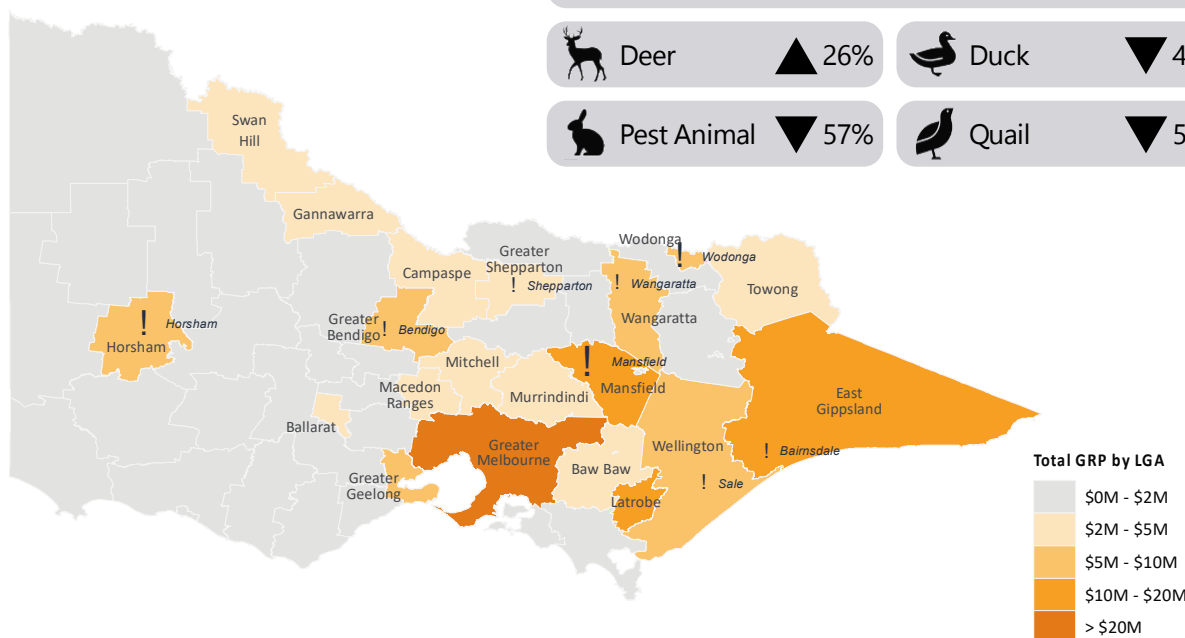 Deer ▲ 26%
Duck ▼ 4
Pest Animal ▼ 57%
Quail ▼ 5
Swan
Hill
Gannawarra
Campaspe
Greater
Shepparton
! Shepparton
Wodonga
! Wodonga
! Wangaratta
Wangaratta
Towong
! Horsham
Horsham
Greater
Bendigo
! Bendigo
Mitchell
Macedon
Ranges
Murrindindi
! Mansfield
Mansfield
East
Gippsland
! Bairnsdale
Ballarat
Greater
Melbourne
Wellington
! Sale
Baw Baw
Latrobe
Greater
Geelong
Total GRP by LGA
$0M - $2M
$2M - $5M
$5M - $10M
$10M - $20M
> $20M